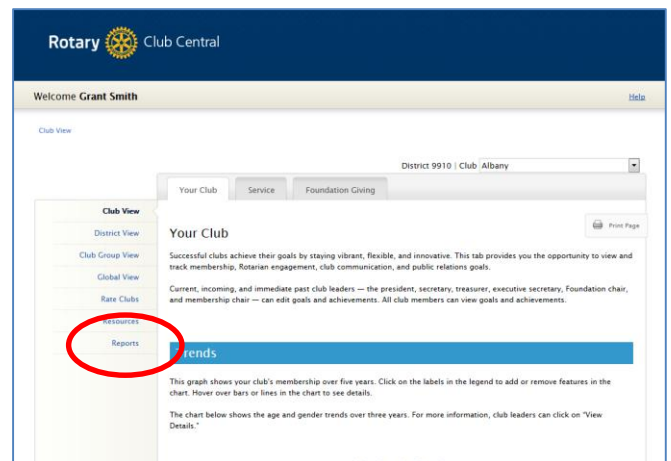 Rotary Club Central
Welcome Grant Smith
Help
Club View
District 9910 | Club Albany
Your Club Service Foundation Giving
Club View
District View
Club Group View
Global View
Rate Clubs
Resources
Reports
Print Page
Your Club
Successful clubs achieve their goals by staying vibrant, flexible, and innovative. This tab provides you the opportunity to view and
track membership, Rotarian engagement, club communication, and public relations goals.
Current, incoming, and immediate past club leaders — the president, secretary, treasurer, executive secretary, Foundation chair,
and membership chair — can edit goals and achievements. All club members can view goals and achievements.
Trends
This graph shows your club's membership over five years. Click on the labels in the legend to add or remove features in the
chart. Hover over bars or lines in the chart to see details.
The chart below shows the age and gender trends over three years. For more information, club leaders can click on "View
Details."